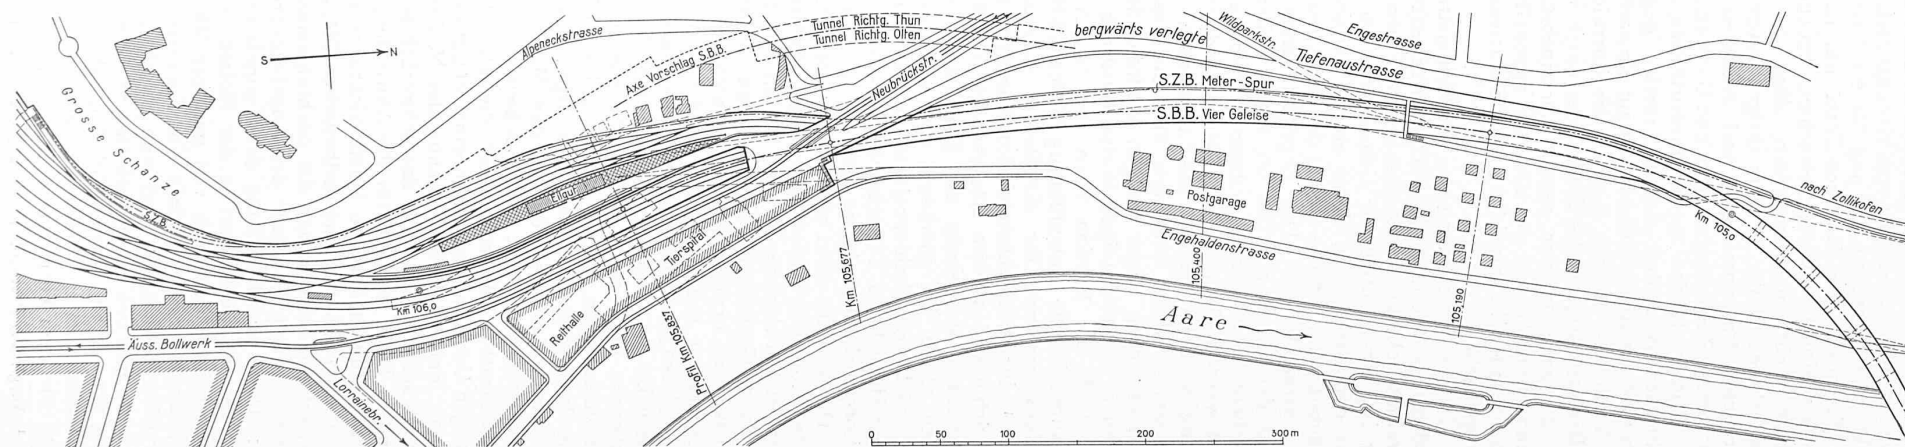 Tunnel Richtg. Thun
Tunnel Richtg. Olten
bergwärts verlegte
Wildparkstr.
Engestrasse
Tiefenaustrasse
Alpeneckstrasse
S N
Axe Vorschlag S.B.B.
Neubrückstr.
S.Z.B. Meter-Spur
S.B.B. Vier Geleise
Grosse Schanze
S.Z.B.
Eilgut
Postgarage
nach Zollikofen
Km 105,0
Tierspital
Engehaldenstrasse
Km 105,677
105,400
105,190
Km 106,0
Reithalle
Profil Km 105,837
Aare
Auss. Bollwerk
Lorrainebr.
0 50 100 200 300 m